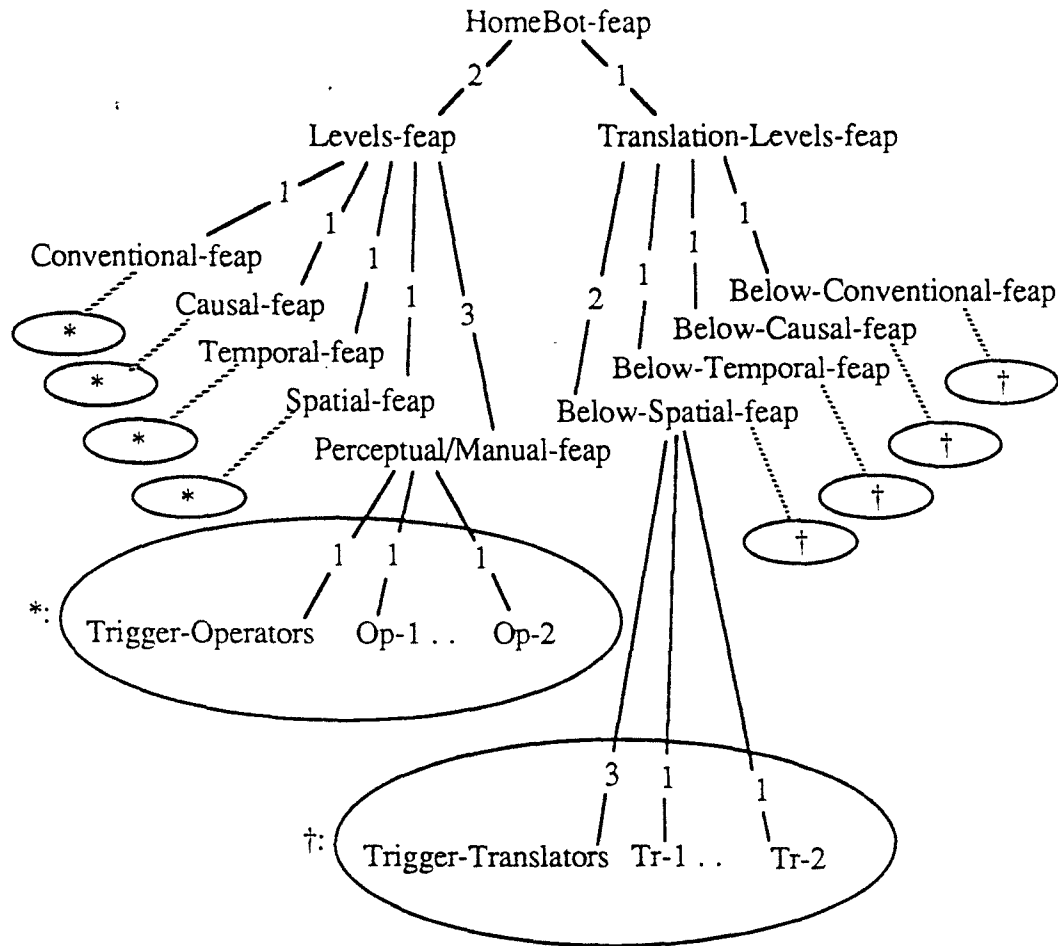 HomeBot-feap
2 1
Levels-feap Translation-Levels-feap
1 1 1 1 3 2 1 1 1
Conventional-feap
Causal-feap
Temporal-feap
Spatial-feap
Perceptual/Manual-feap
Below-Conventional-feap
Below-Causal-feap
Below-Temporal-feap
Below-Spatial-feap
*
*
*
*
†
†
†
†
1 1 1
*: Trigger-Operators Op-1 . . Op-2
3 1 1
†: Trigger-Translators Tr-1 . . Tr-2